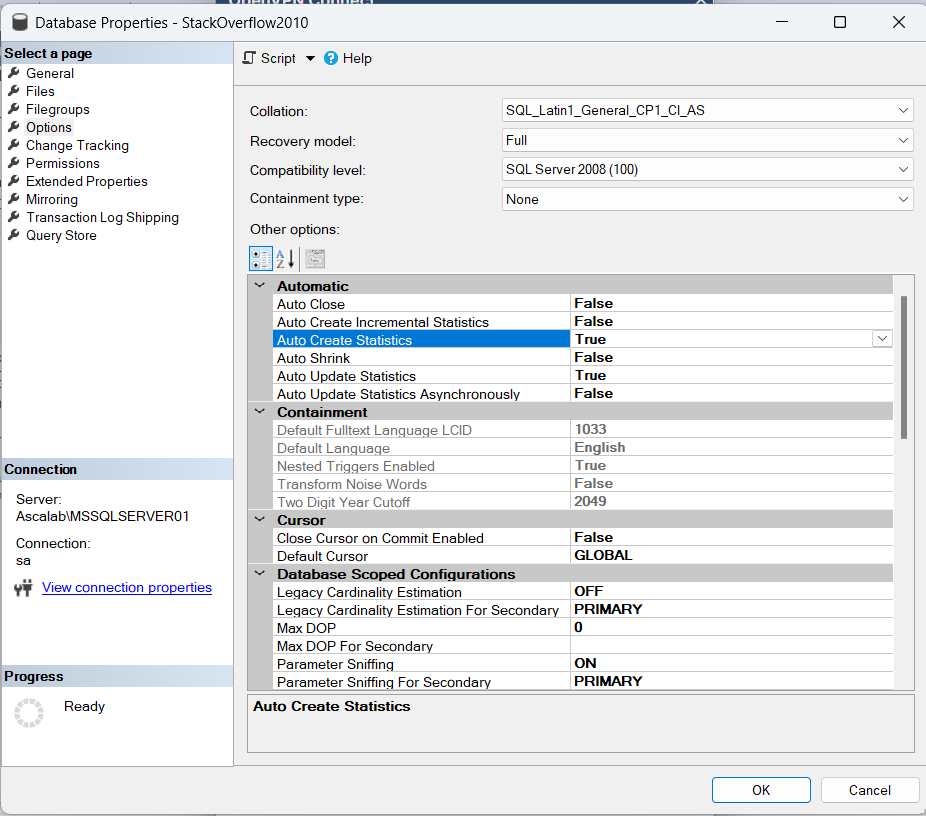 OpenVPN Connect
Database Properties - StackOverflow2010
Select a page
General
Files
Filegroups
Options
Change Tracking
Permissions
Extended Properties
Mirroring
Transaction Log Shipping
Query Store
Connection
Server:
Ascalab\MSSQLSERVER01
Connection:
sa
View connection properties
Progress
Ready
Script
Help
Collation: SQL_Latin1_General_CP1_CI_AS
Recovery model: Full
Compatibility level: SQL Server 2008 (100)
Containment type: None
Other options:
Automatic
Auto Close False
Auto Create Incremental Statistics False
Auto Create Statistics True
Auto Shrink False
Auto Update Statistics True
Auto Update Statistics Asynchronously False
Containment
Default Fulltext Language LCID 1033
Default Language English
Nested Triggers Enabled True
Transform Noise Words False
Two Digit Year Cutoff 2049
Cursor
Close Cursor on Commit Enabled False
Default Cursor GLOBAL
Database Scoped Configurations
Legacy Cardinality Estimation OFF
Legacy Cardinality Estimation For Secondary PRIMARY
Max DOP 0
Max DOP For Secondary
Parameter Sniffing ON
Parameter Sniffing For Secondary PRIMARY
Auto Create Statistics
OK
Cancel